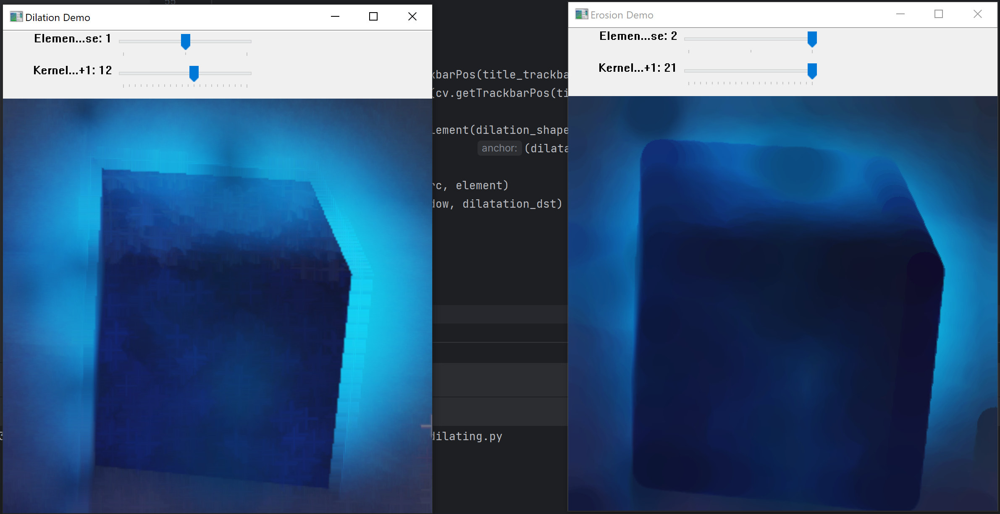 55
Dilation Demo
Elemen...se: 1
Kernel...+1: 12
Erosion Demo
Elemen...se: 2
Kernel...+1: 21
kbarPos(title_trackba
(cv.getTrackbarPos(ti
lement(dilation_shape
anchor: (dilata
rc, element)
dow, dilatation_dst)
dilating.py